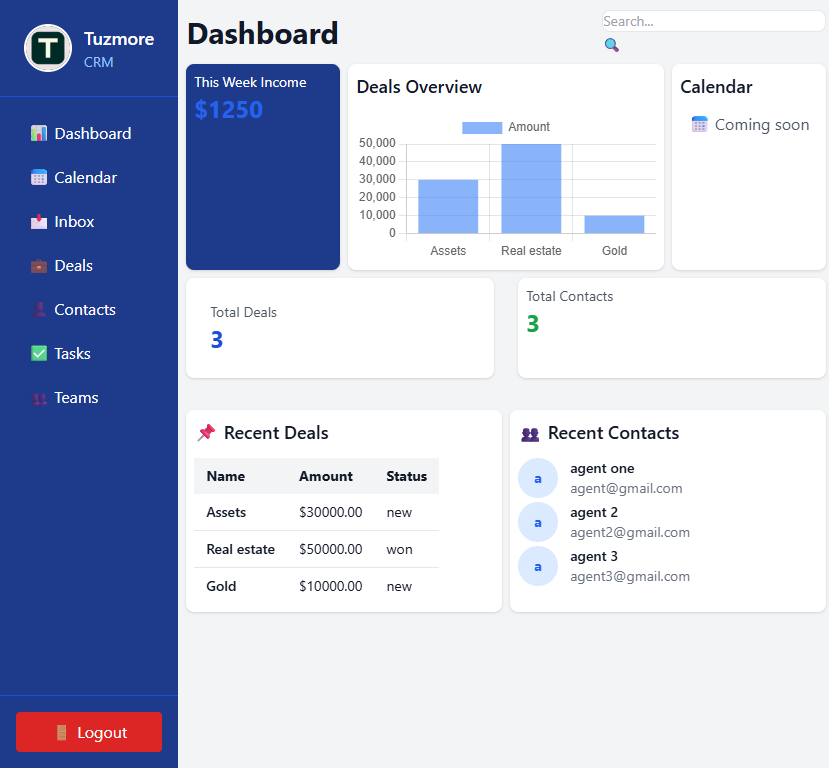 T
Tuzmore
CRM
Dashboard
Calendar
Inbox
Deals
Contacts
Tasks
Teams
Logout
Dashboard
Search...
This Week Income
$1250
Deals Overview
Amount
50,000
40,000
30,000
20,000
10,000
0
Assets Real estate Gold
Calendar
Coming soon
Total Deals
3
Total Contacts
3
Recent Deals
Name Amount Status
Assets $30000.00 new
Real estate $50000.00 won
Gold $10000.00 new
Recent Contacts
a
agent one
agent@gmail.com
a
agent 2
agent2@gmail.com
a
agent 3
agent3@gmail.com